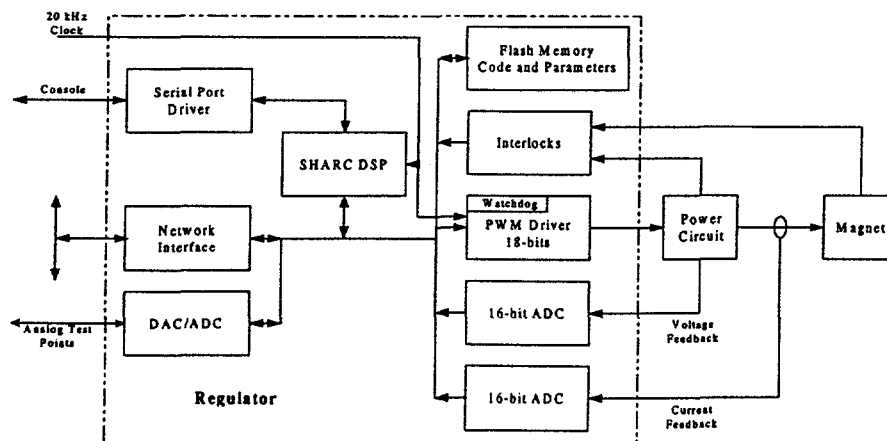 20 kHz
Clock
Flash Memory
Code and Parameters
Console
Serial Port
Driver
Interlocks
SHARC DSP
Watchdog
PWM Driver
18-bits
Power
Circuit
Magnet
Network
Interface
DAC/ADC
Analog Test
Points
16-bit ADC
Voltage
Feedback
Regulator
16-bit ADC
Current
Feedback